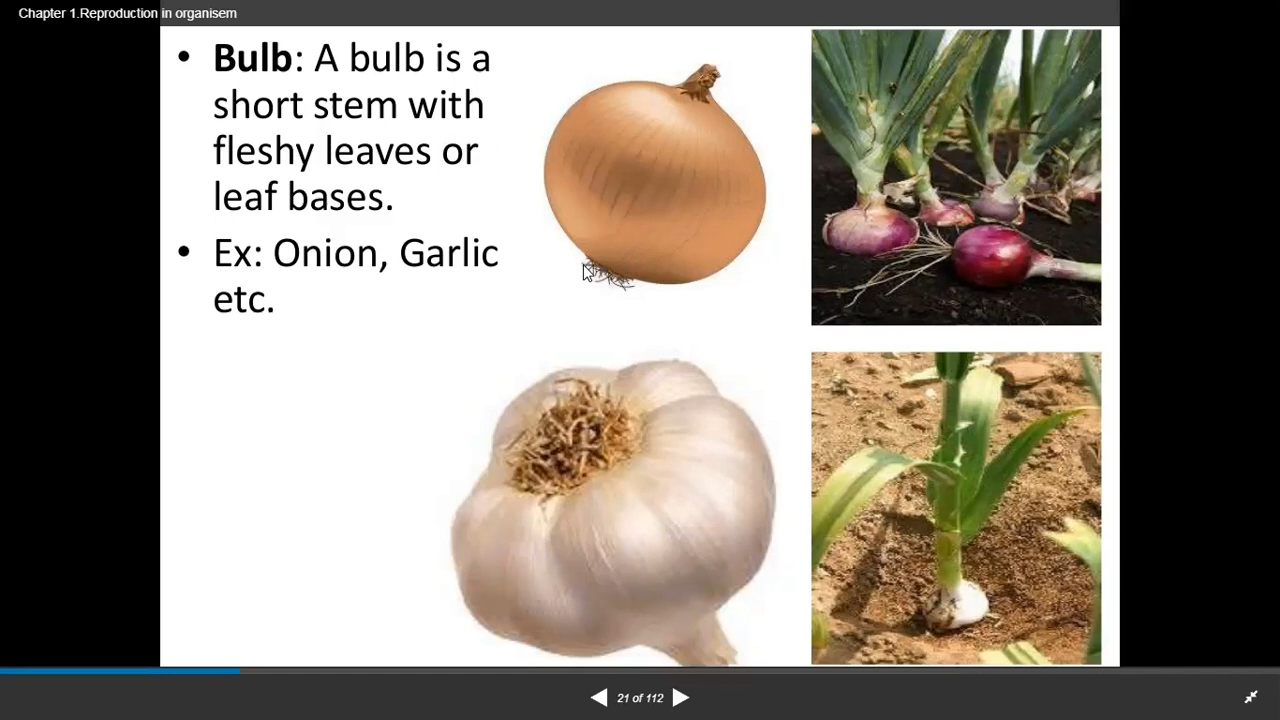 Chapter 1.Reproduction in organisem
• Bulb: A bulb is a
short stem with
fleshy leaves or
leaf bases.
• Ex: Onion, Garlic
etc.
21 of 112